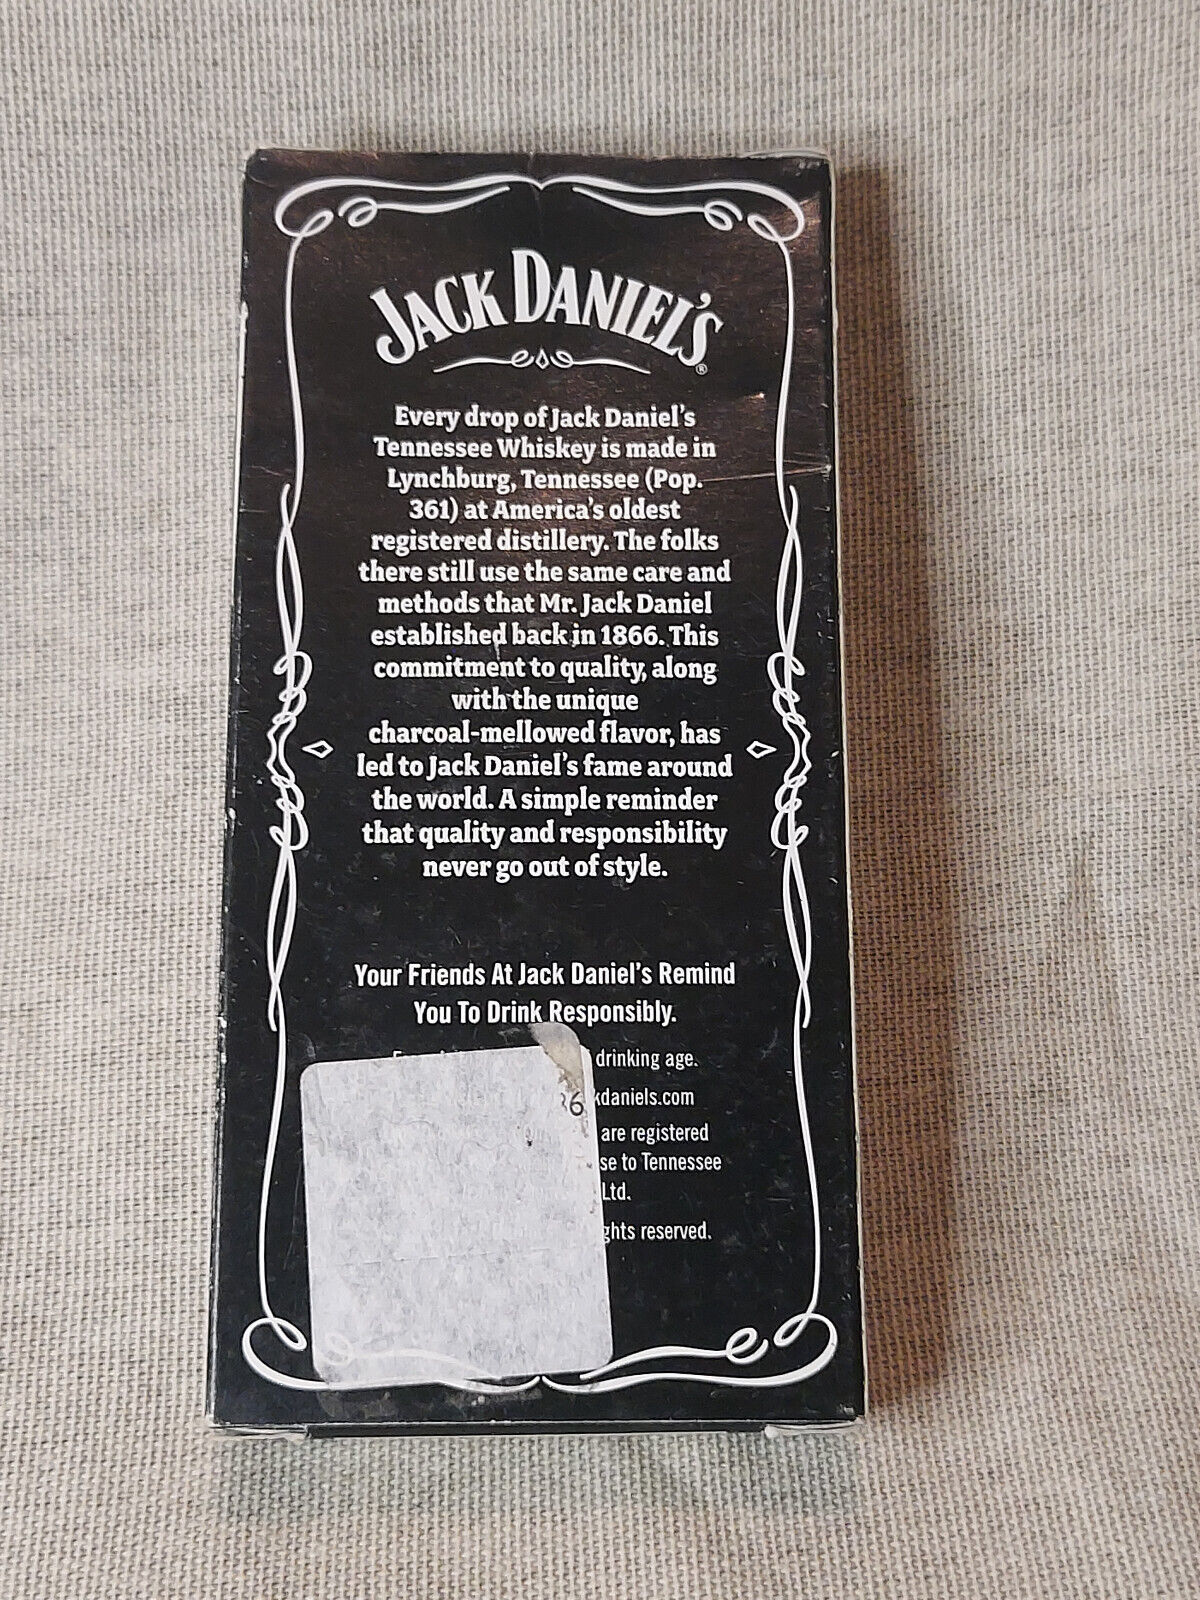 JACK DANIEL'S®
Every drop of Jack Daniel's
Tennessee Whiskey is made in
Lynchburg, Tennessee (Pop.
361) at America's oldest
registered distillery. The folks
there still use the same care and
methods that Mr. Jack Daniel
established back in 1866. This
commitment to quality, along
with the unique
charcoal-mellowed flavor, has
led to Jack Daniel's fame around
the world. A simple reminder
that quality and responsibility
never go out of style.
Your Friends At Jack Daniel's Remind
You To Drink Responsibly.
drinking age.
kdaniels.com
are registered
se to Tennessee
Ltd.
ghts reserved.